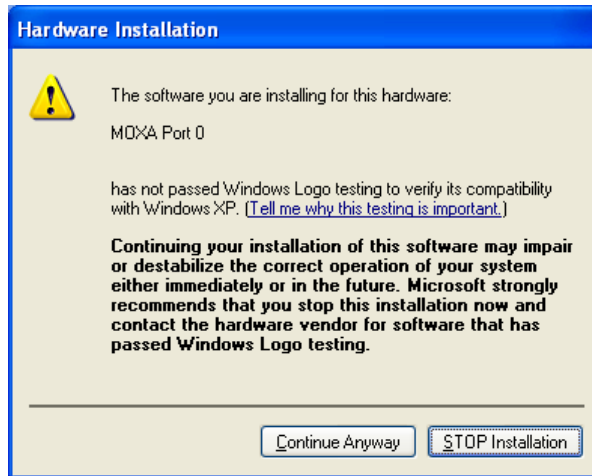 Hardware Installation
The software you are installing for this hardware:
MOXA Port 0
has not passed Windows Logo testing to verify its compatibility
with Windows XP. (Tell me why this testing is important.)
Continuing your installation of this software may impair
or destabilize the correct operation of your system
either immediately or in the future. Microsoft strongly
recommends that you stop this installation now and
contact the hardware vendor for software that has
passed Windows Logo testing.
Continue Anyway STOP Installation